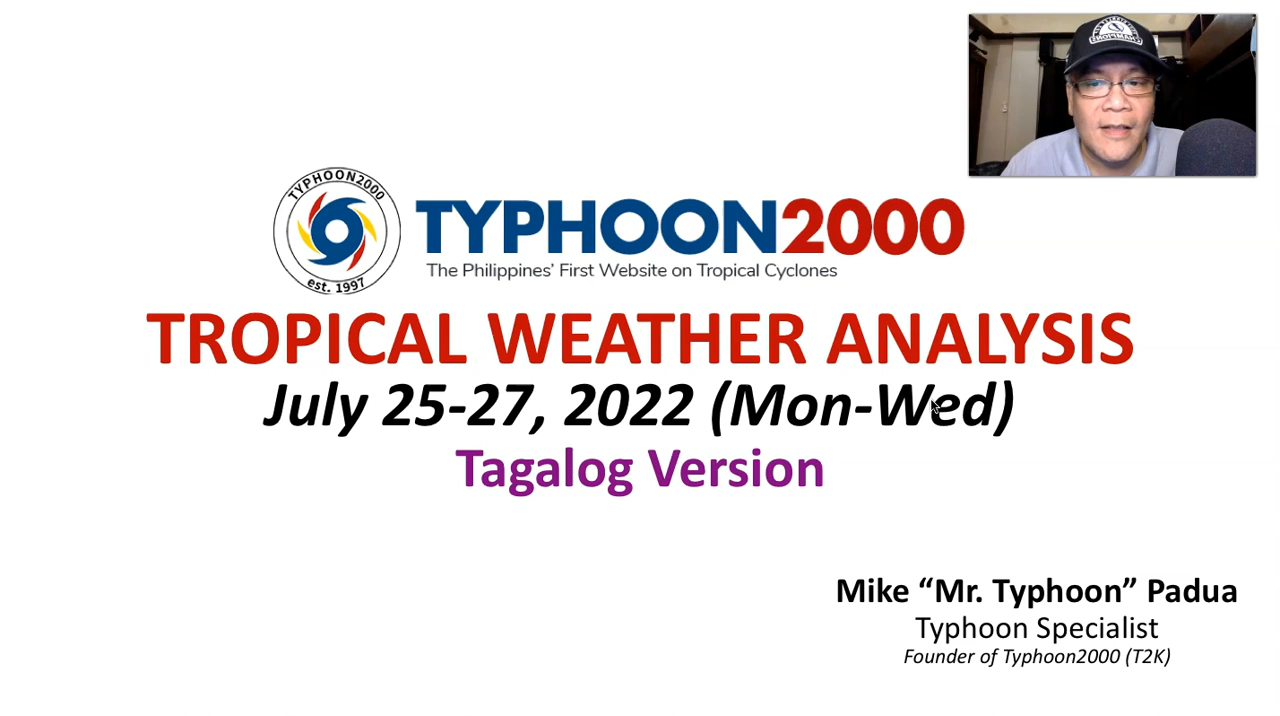 TYPHOON2000
est. 1997
TYPHOON2000
The Philippines' First Website on Tropical Cyclones
TROPICAL WEATHER ANALYSIS
July 25-27, 2022 (Mon-Wed)
Tagalog Version
Mike “Mr. Typhoon” Padua
Typhoon Specialist
Founder of Typhoon2000 (T2K)